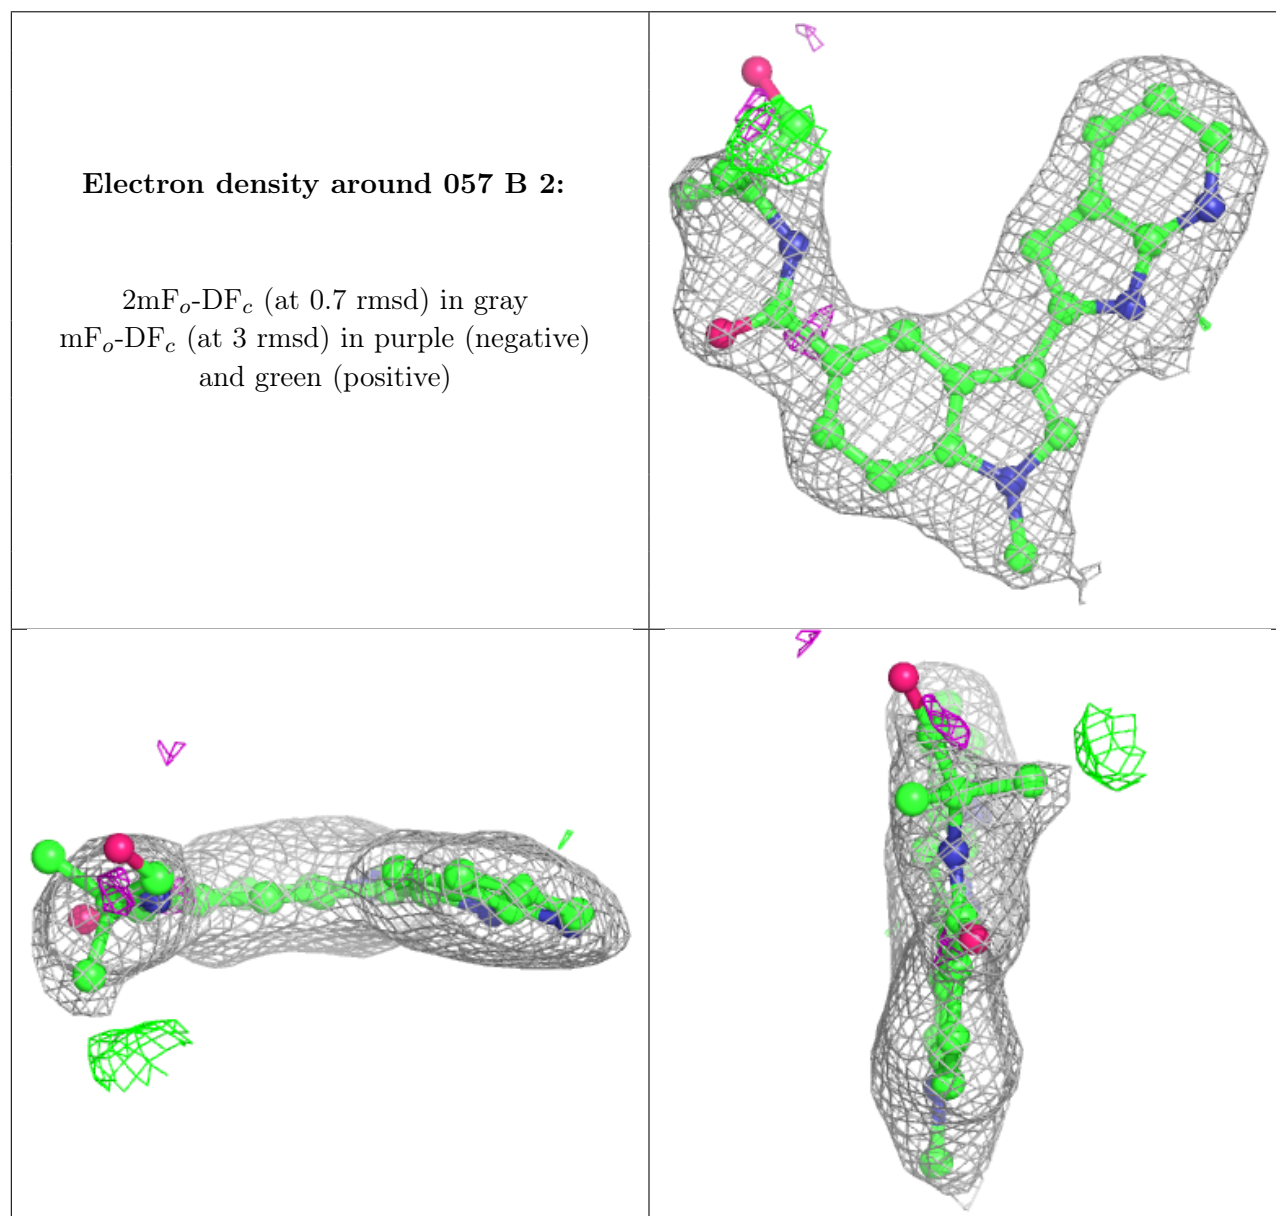 Electron density around 057 B 2:
2mFo-DFc (at 0.7 rmsd) in gray
mFo-DFc (at 3 rmsd) in purple (negative)
and green (positive)